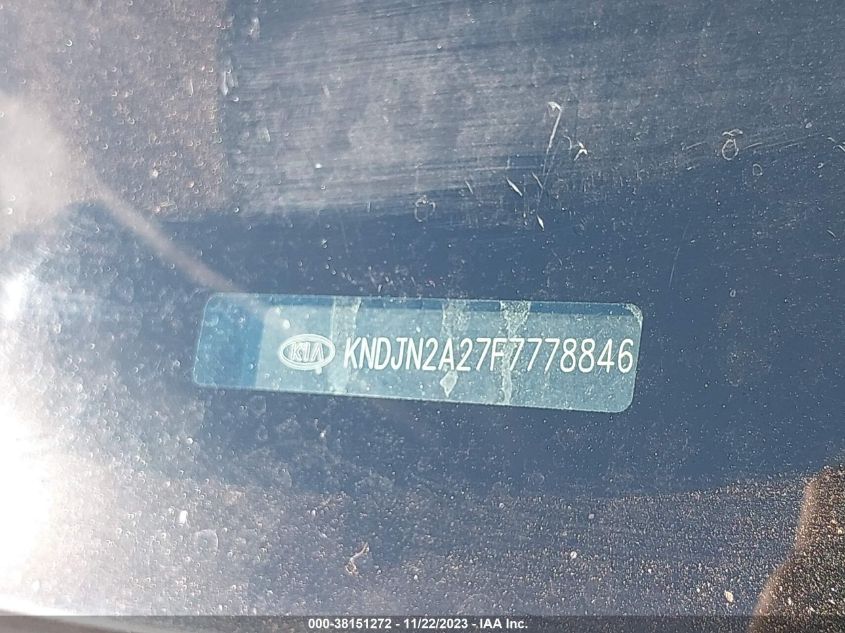 KIA KNDJN2A27F7778846
000-38151272 - 11/22/2023 - IAA Inc.